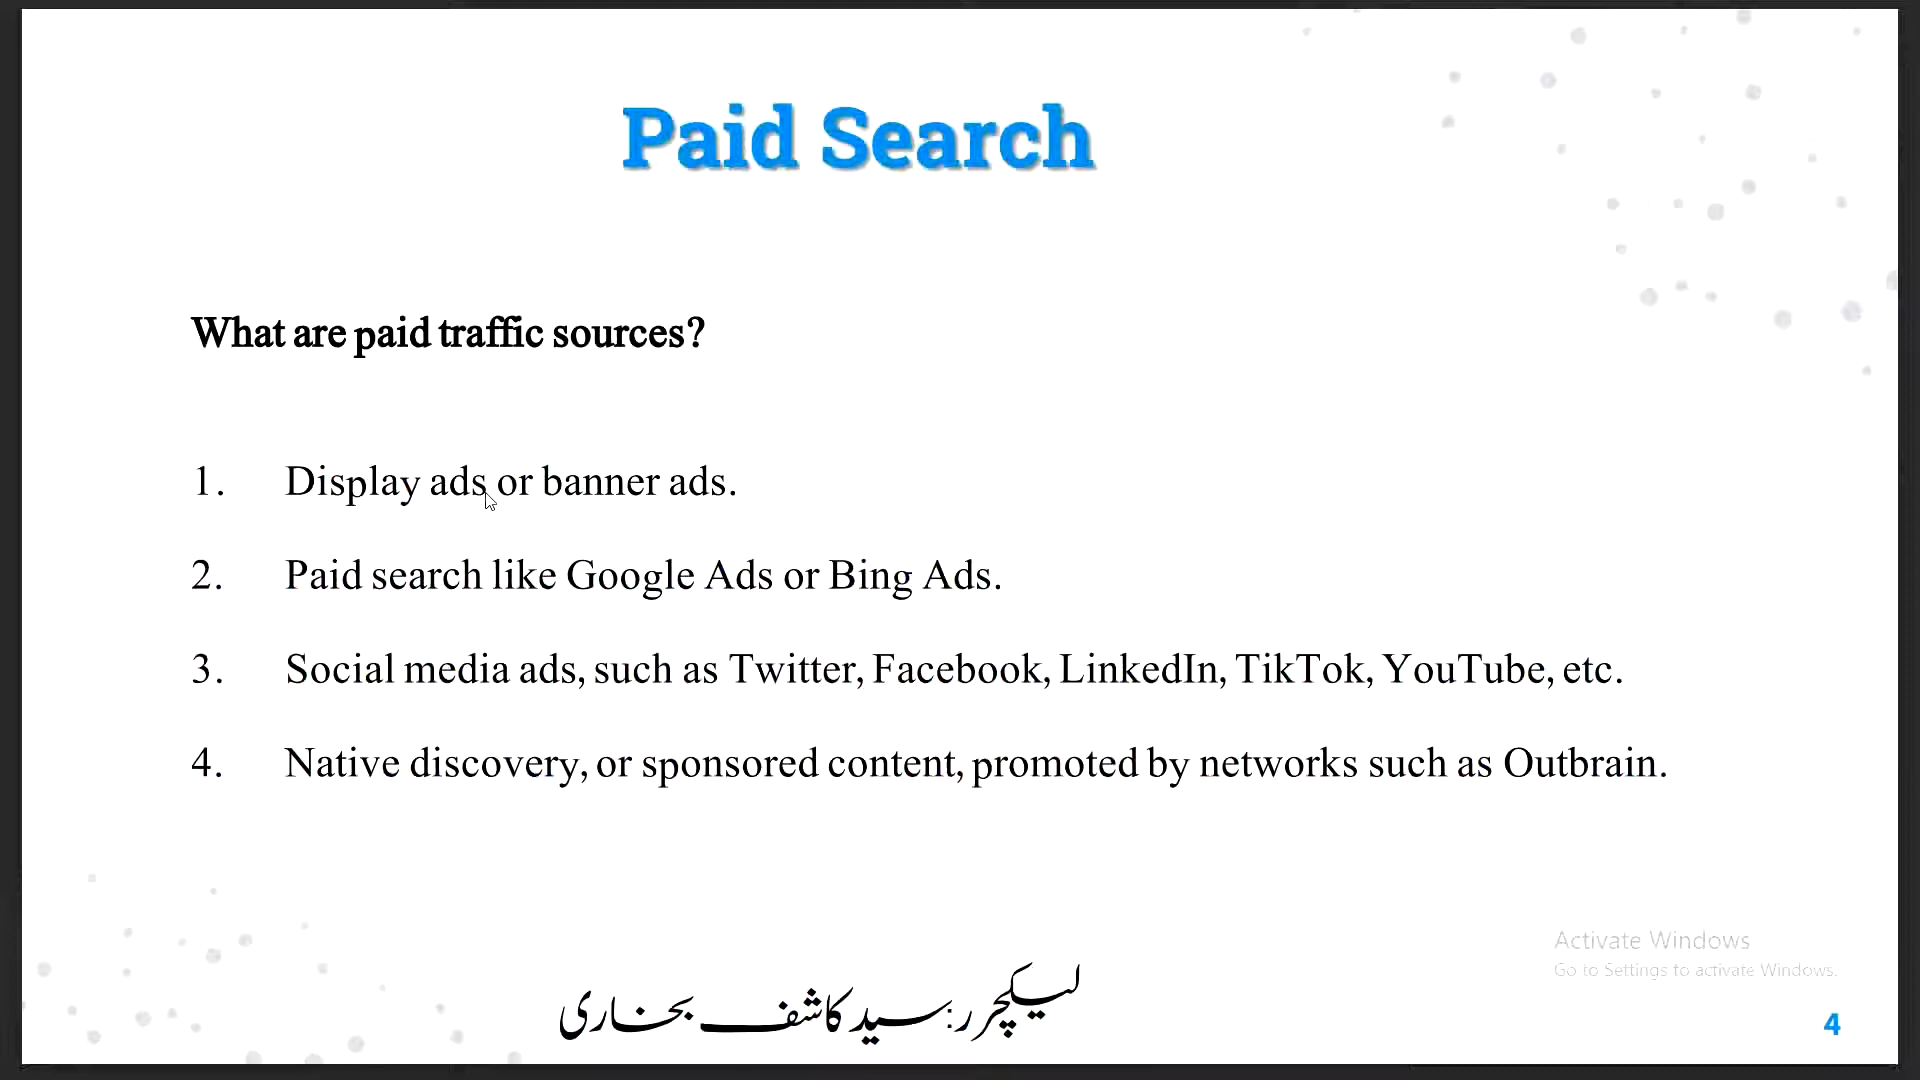 Paid Search
What are paid traffic sources?
1. Display ads or banner ads.
2. Paid search like Google Ads or Bing Ads.
3. Social media ads, such as Twitter, Facebook, LinkedIn, TikTok, YouTube, etc.
4. Native discovery, or sponsored content, promoted by networks such as Outbrain.
Activate Windows
Go to Settings to activate Windows.
لیکچرر: سید کاشف بخاری
4